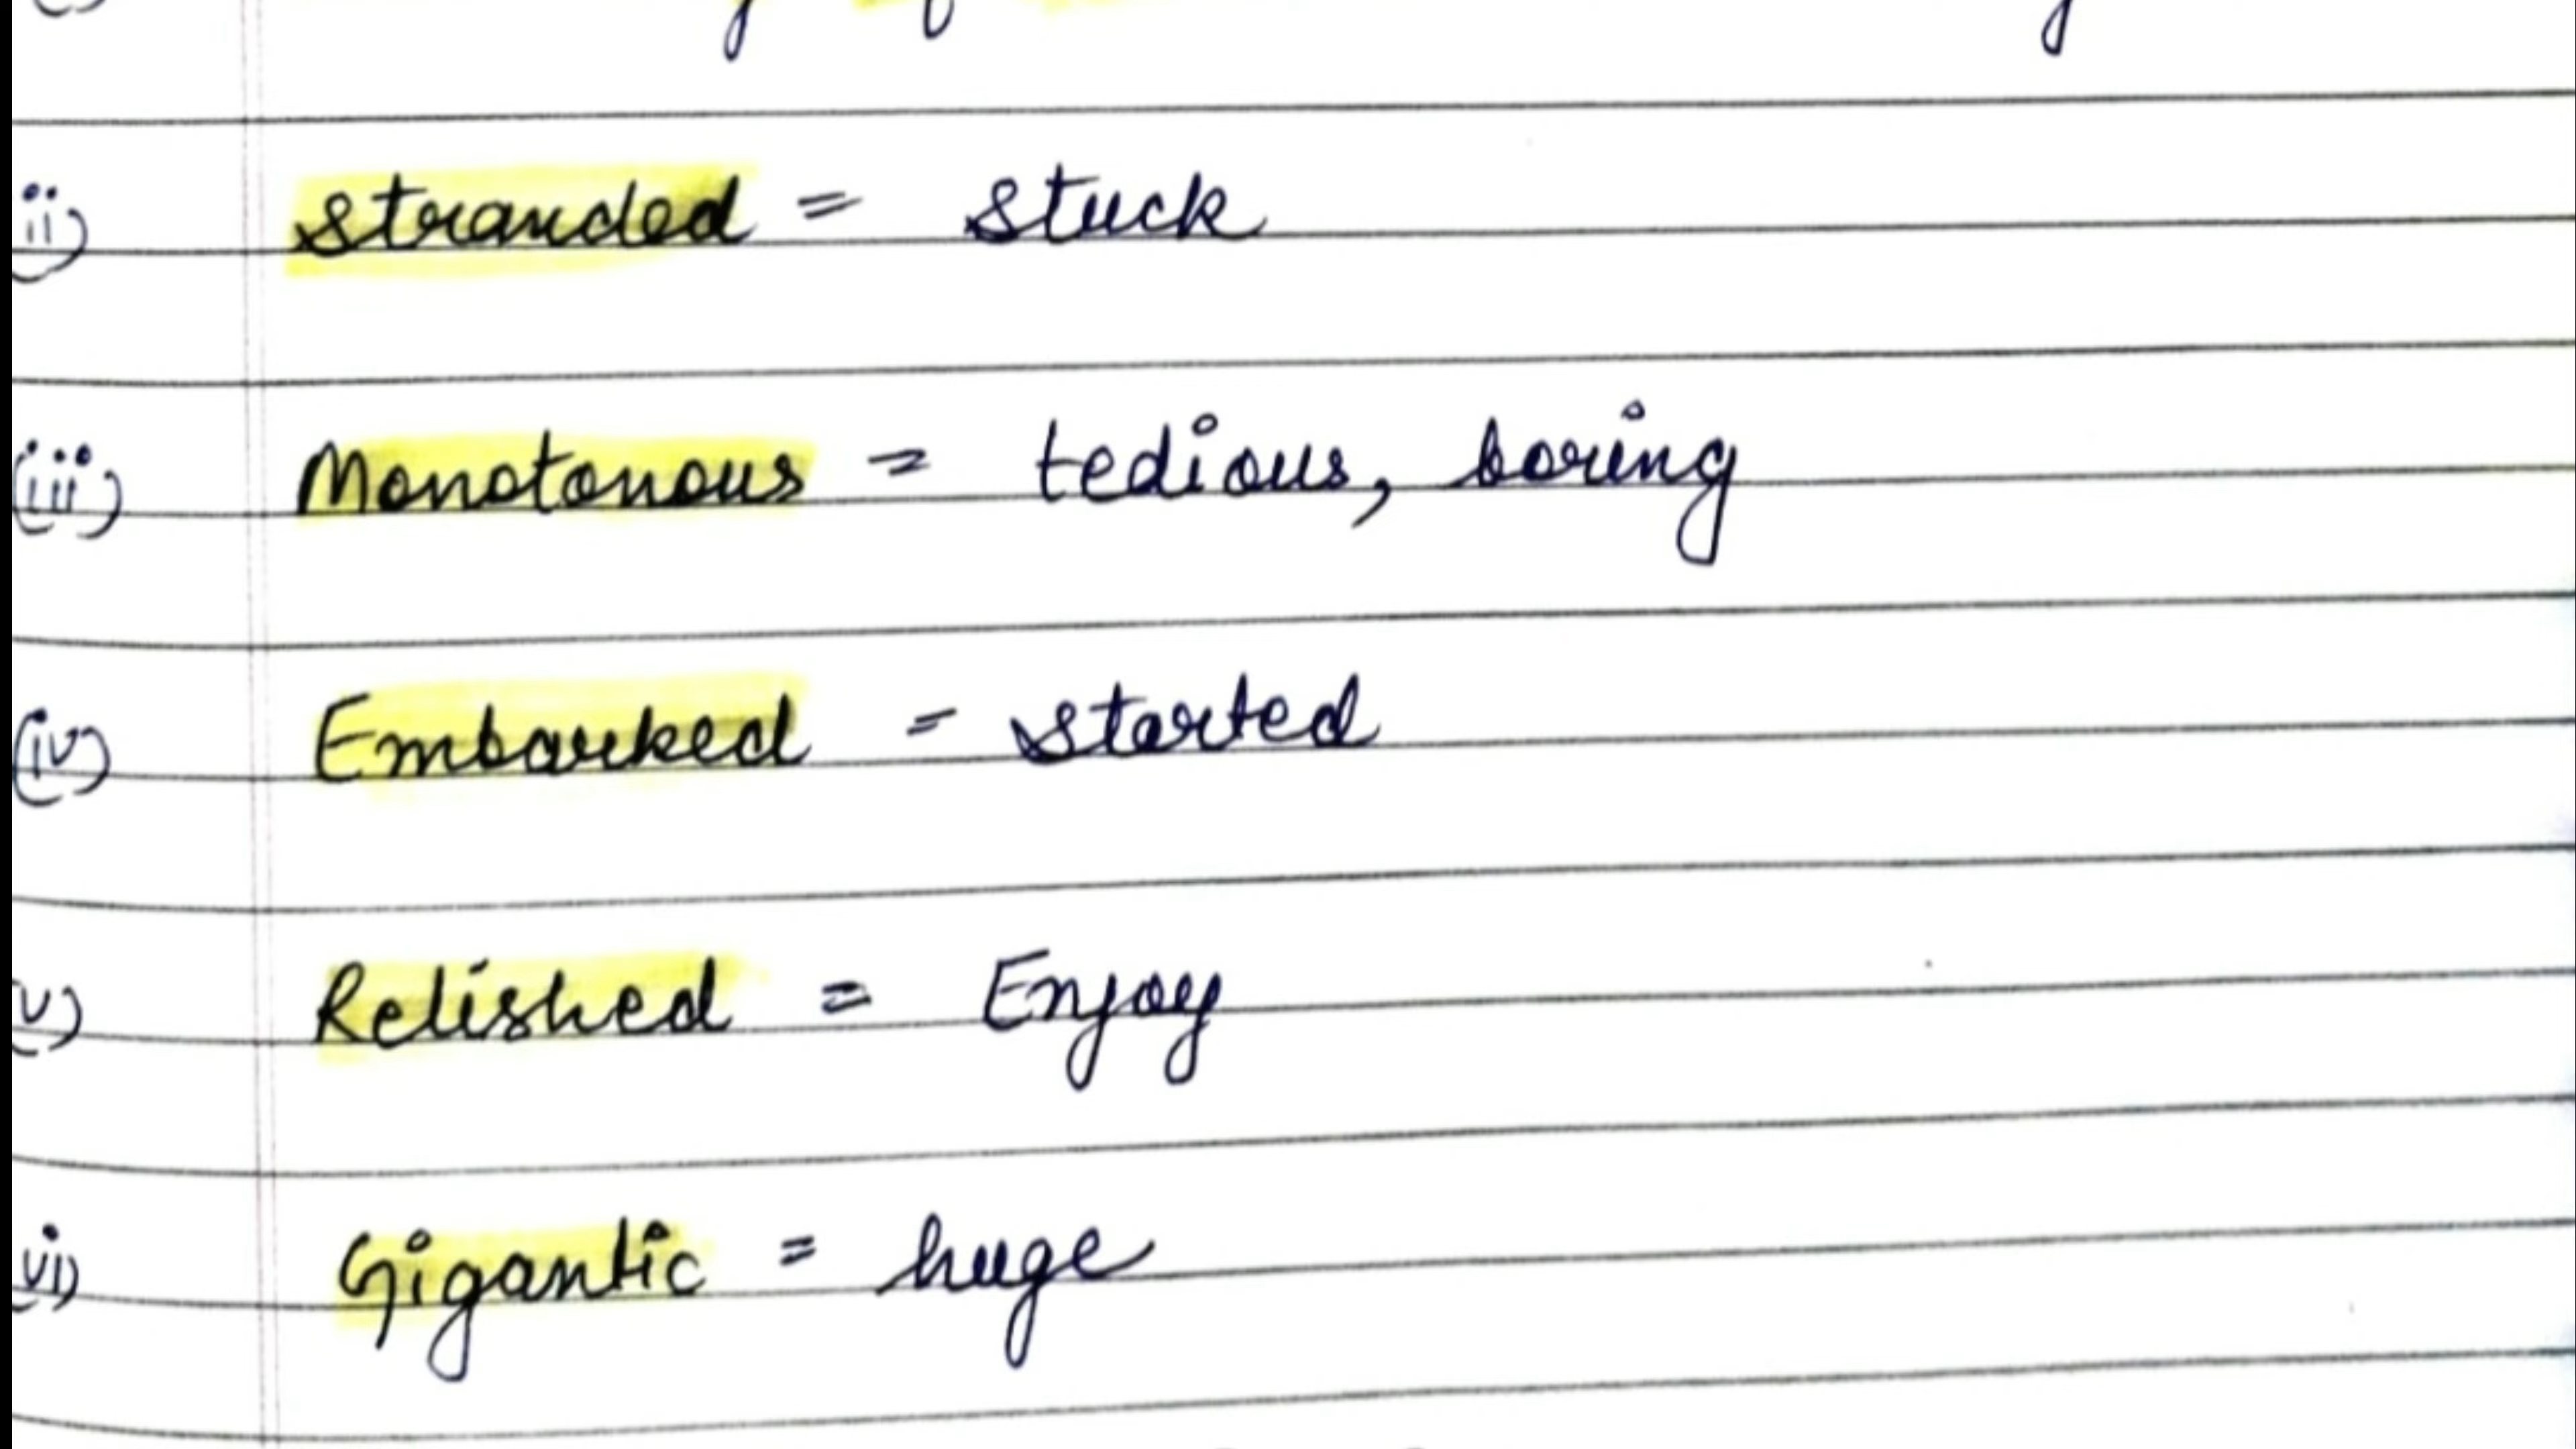 ii) stranded = stuck
(iii) Monotonous = tedious, boring
(iv) Embarked = started
v) Relished = Enjoy
vi) Gigantic = huge